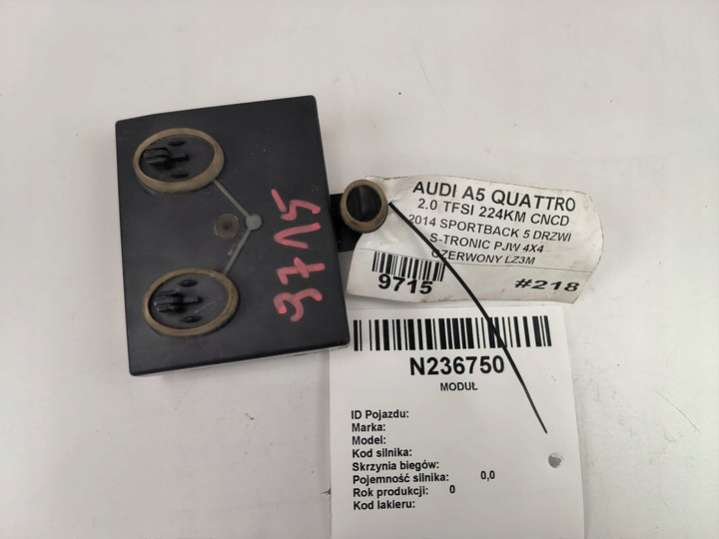 9715
AUDI A5 QUATTRO
2.0 TFSI 224KM CNCD
2014 SPORTBACK 5 DRZWI
S-TRONIC PJW 4X4
CZERWONY LZ3M
9715
#218
N236750
MODUŁ
ID Pojazdu:
Marka:
Model:
Kod silnika:
Skrzynia biegów:
Pojemność silnika: 0,0
Rok produkcji: 0
Kod lakieru: